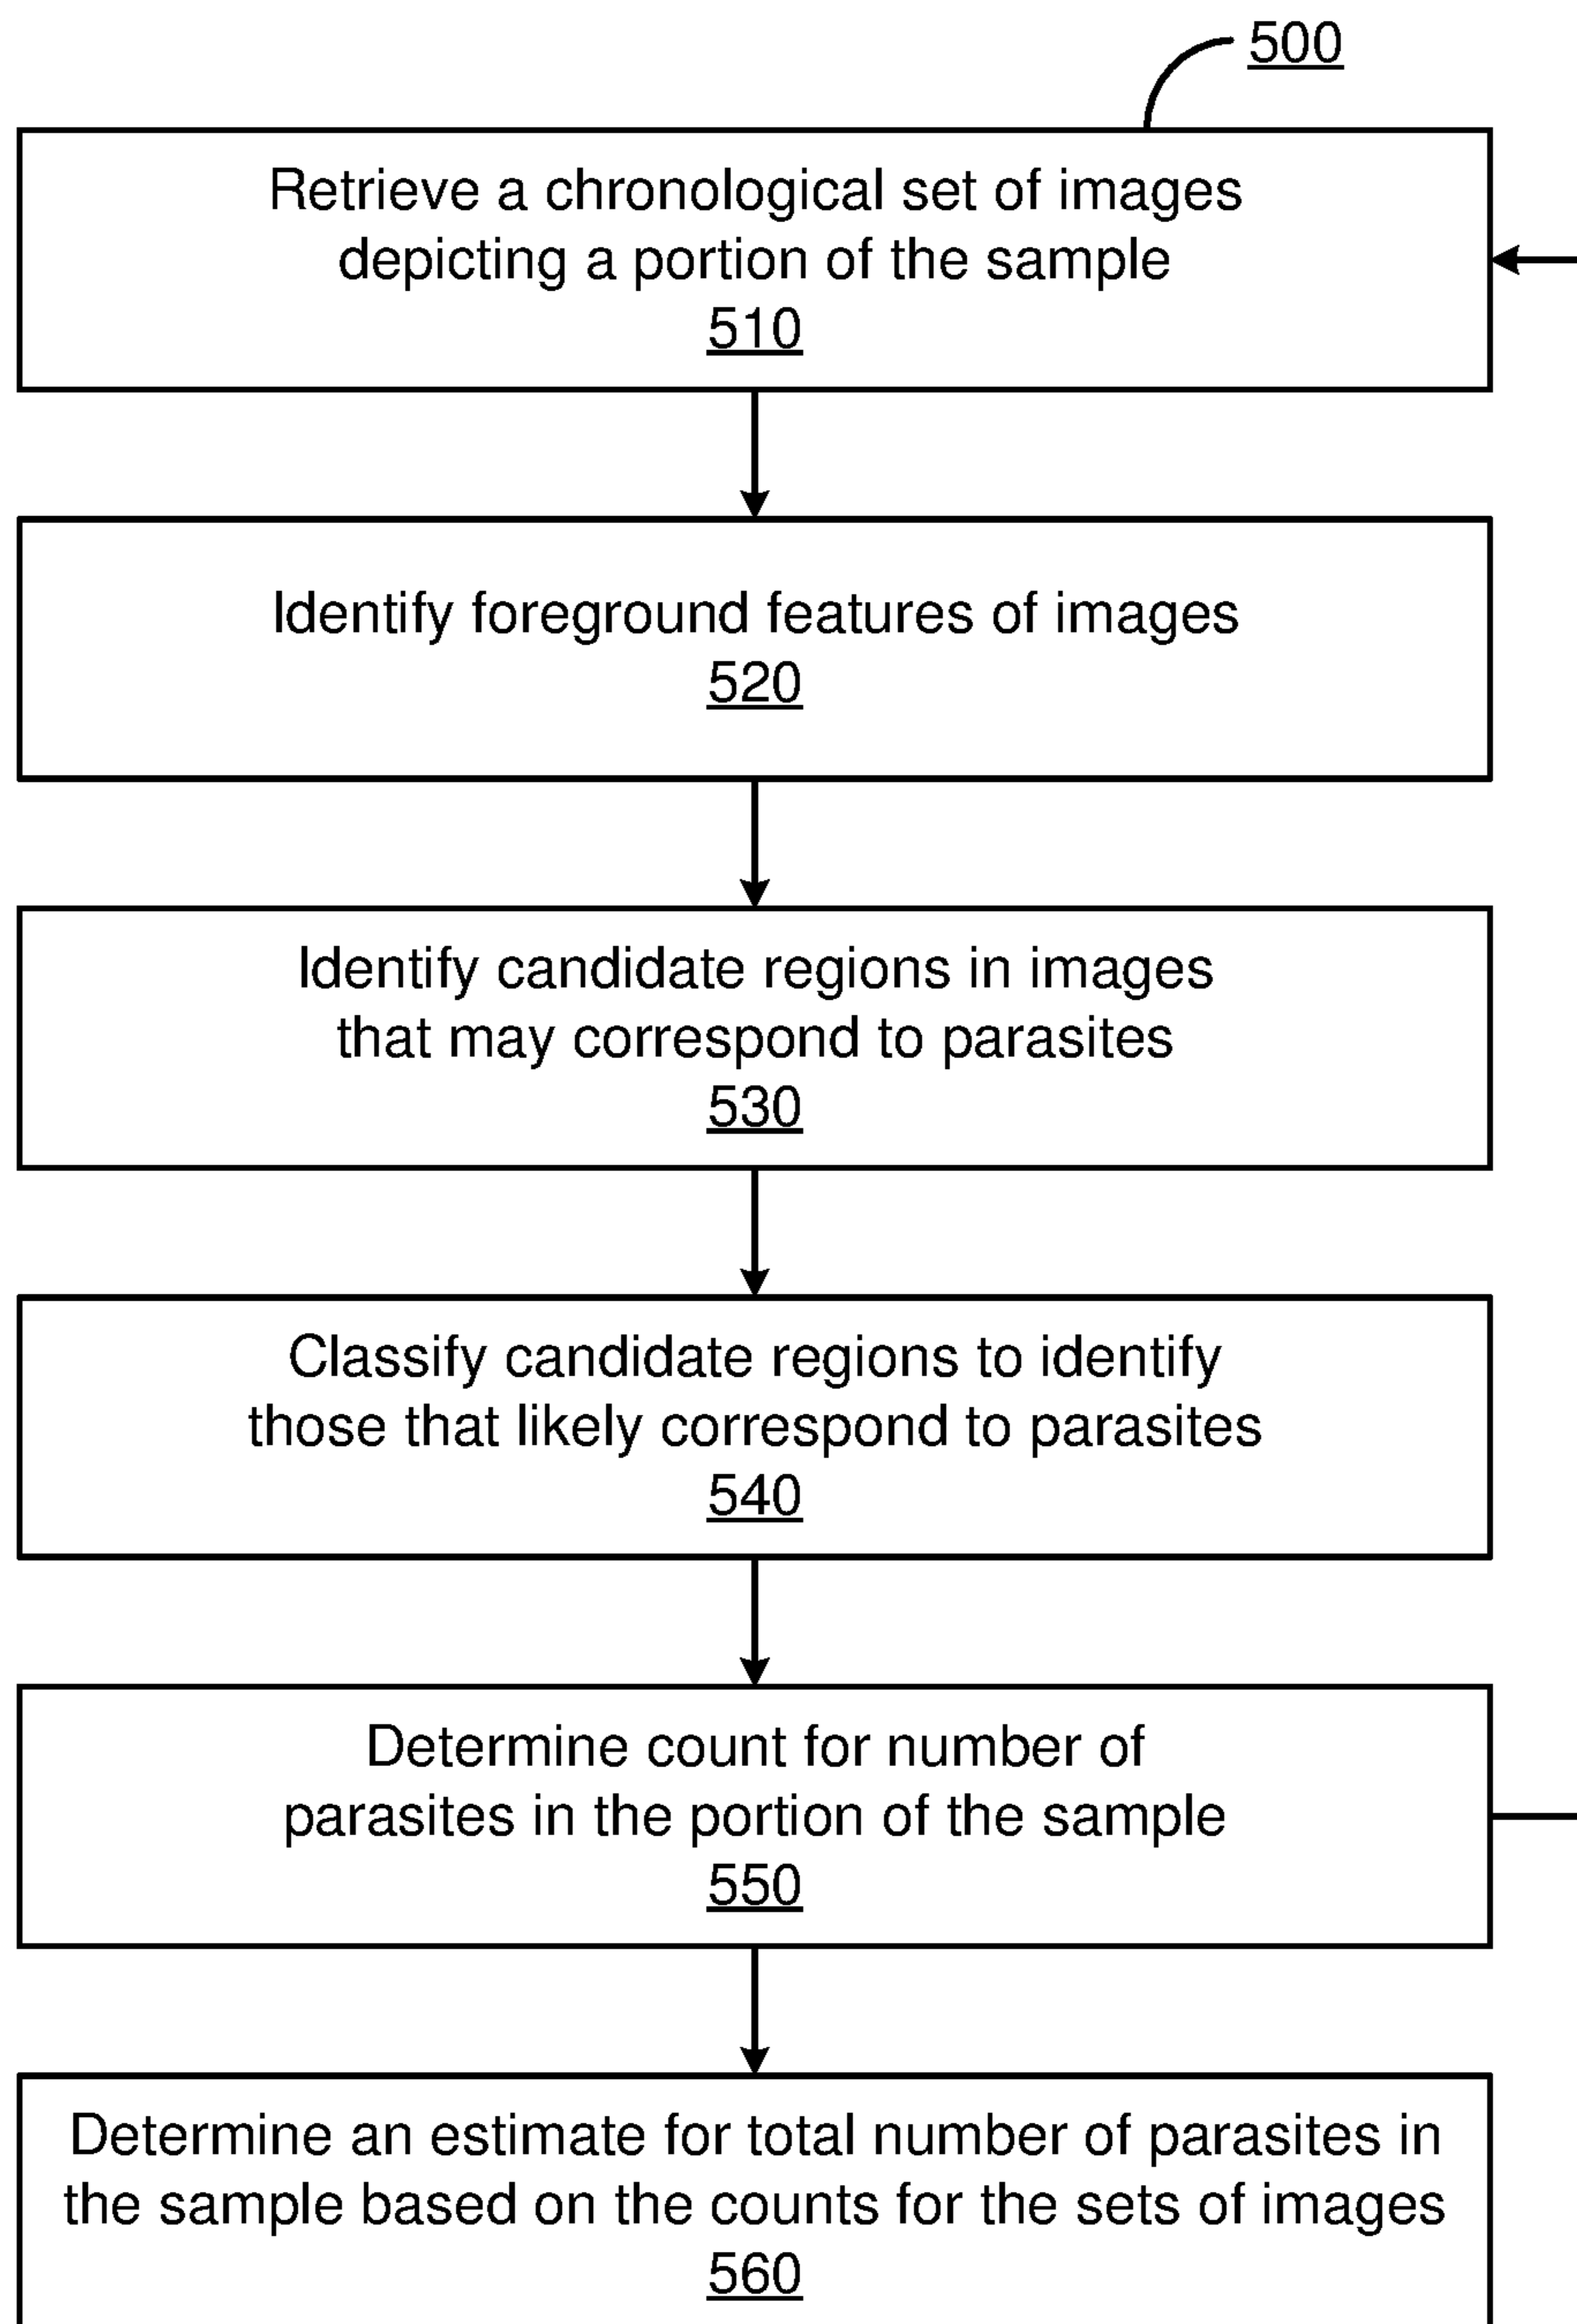 500
Retrieve a chronological set of images
depicting a portion of the sample
510
Identify foreground features of images
520
Identify candidate regions in images
that may correspond to parasites
530
Classify candidate regions to identify
those that likely correspond to parasites
540
Determine count for number of
parasites in the portion of the sample
550
Determine an estimate for total number of parasites in
the sample based on the counts for the sets of images
560